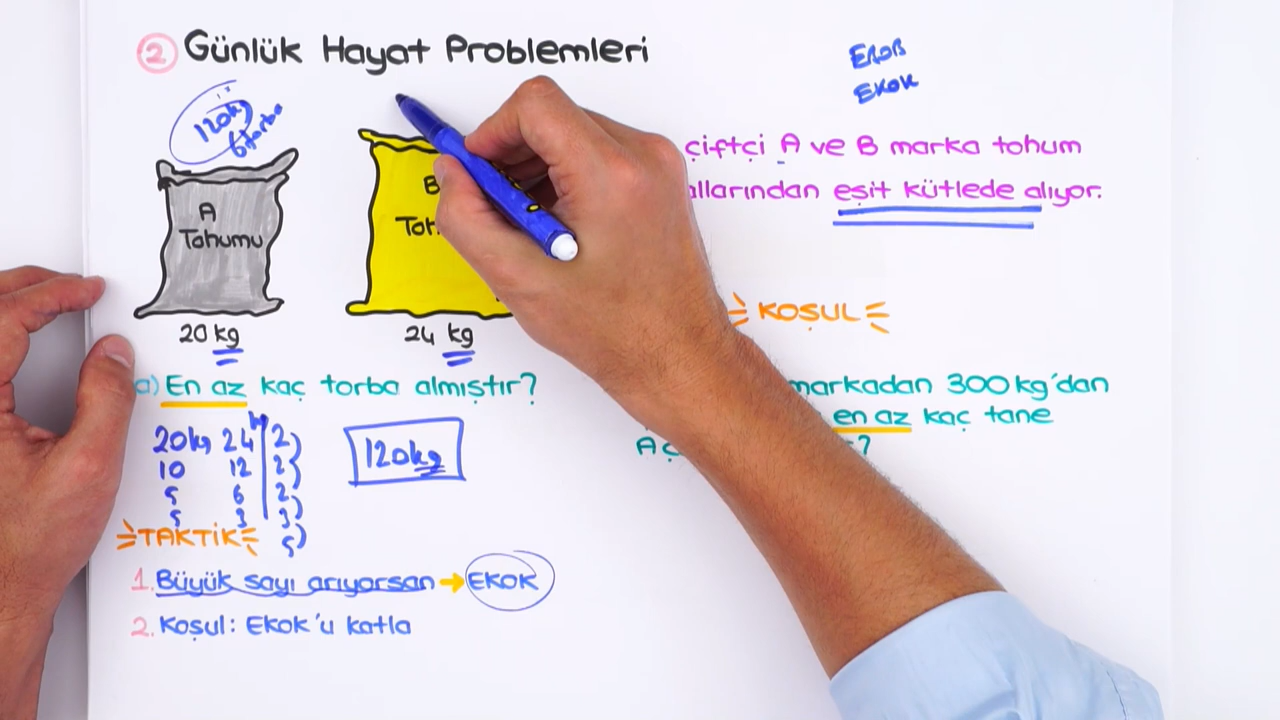 2 Günlük Hayat Problemleri
EBOB
EKOK
120kg
6 torba
A
Tohumu
20 kg
B
Toh
24 kg
çiftçi A ve B marka tohum
llarından eşit kütlede alıyor.
KOŞUL
a) En az kaç torba almıştır?
markadan 300 kg'dan
en az kaç tane
A
?
20kg 24 2
10 12 2
5 6 2
5 3 3
5
120kg
TAKTİK
1. Büyük sayı arıyorsan → EKOK
2. Koşul: Ekok'u katla